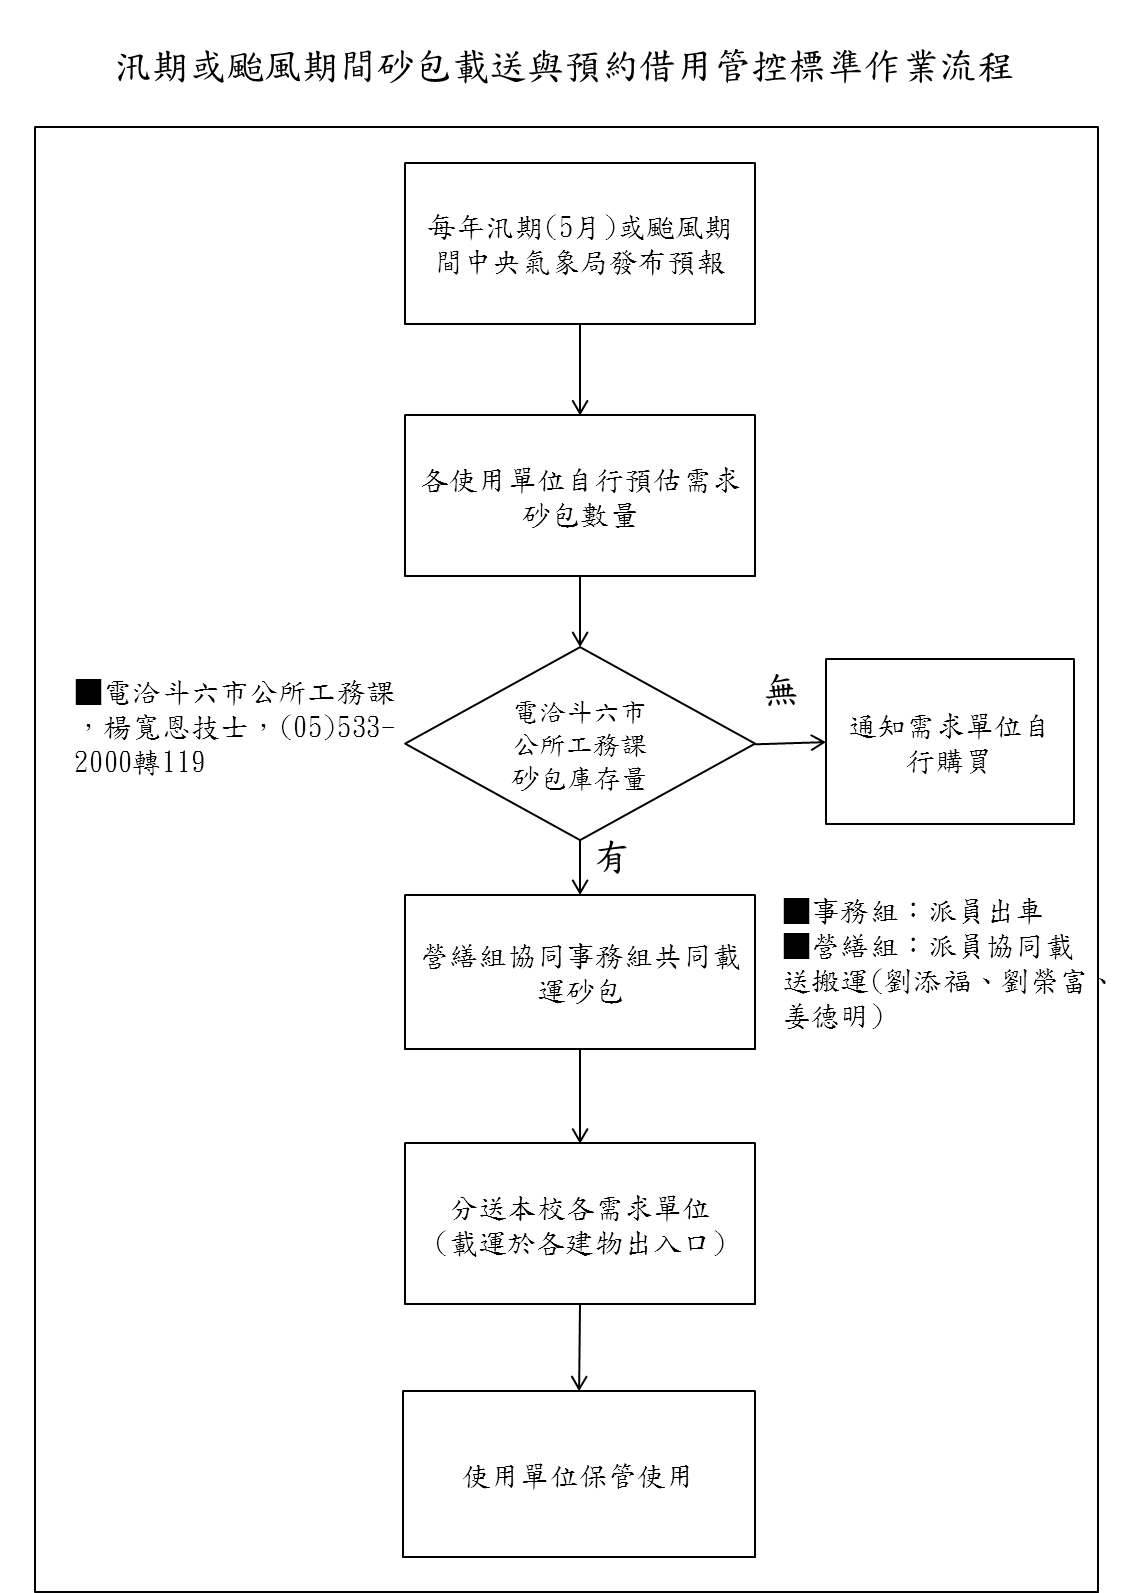 汛期或颱風期間砂包載送與預約借用管控標準作業流程
每年汛期(5月)或颱風期
間中央氣象局發布預報
各使用單位自行預估需求
砂包數量
■電洽斗六市公所工務課
，楊寬恩技士，(05)533-
2000轉119
電洽斗六市
公所工務課
砂包庫存量
無
通知需求單位自
行購買
有
營繕組協同事務組共同載
運砂包
■事務組：派員出車
■營繕組：派員協同載
送搬運(劉添福、劉榮富、
姜德明)
分送本校各需求單位
(載運於各建物出入口)
使用單位保管使用